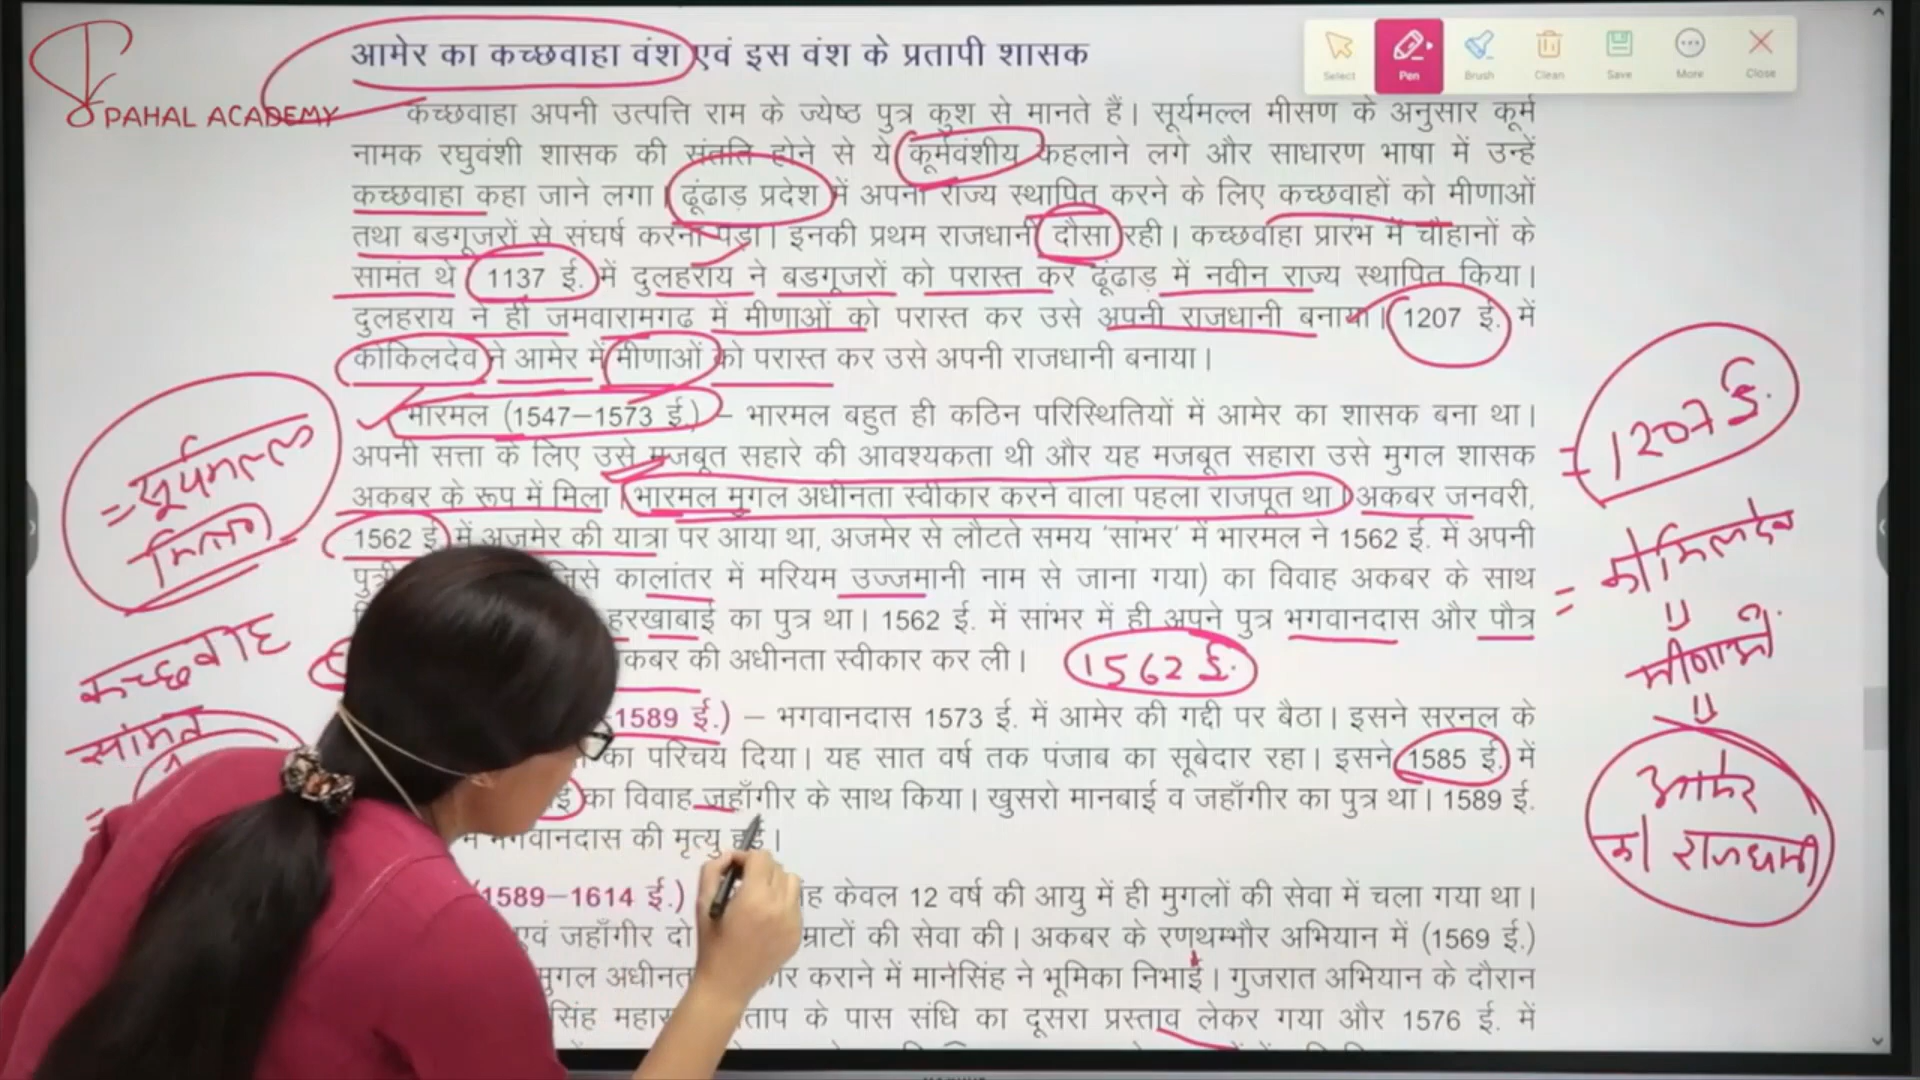 आमेर का कच्छवाहा वंश एवं इस वंश के प्रतापी शासक
Select Pen Brush Clean Save More Close
PAHAL ACADEMY
कच्छवाहा अपनी उत्पत्ति राम के ज्येष्ठ पुत्र कुश से मानते हैं। सूर्यमल्ल मीसण के अनुसार कूर्म
नामक रघुवंशी शासक की संतति होने से ये कूर्मवंशीय कहलाने लगे और साधारण भाषा में उन्हें
कच्छवाहा कहा जाने लगा। ढूंढाड़ प्रदेश में अपना राज्य स्थापित करने के लिए कच्छवाहों को मीणाओं
तथा बडगूजरों से संघर्ष करना पड़ा। इनकी प्रथम राजधानी दौसा रही। कच्छवाहा प्रारंभ में चौहानों के
सामंत थे 1137 ई. में दुलहराय ने बडगूजरों को परास्त कर ढूंढाड़ में नवीन राज्य स्थापित किया।
दुलहराय ने ही जमवारामगढ में मीणाओं को परास्त कर उसे अपनी राजधानी बनाया। 1207 ई. में
कोकिलदेव ने आमेर में मीणाओं को परास्त कर उसे अपनी राजधानी बनाया।
भारमल (1547–1573 ई.) – भारमल बहुत ही कठिन परिस्थितियों में आमेर का शासक बना था।
अपनी सत्ता के लिए उसे मजबूत सहारे की आवश्यकता थी और यह मजबूत सहारा उसे मुगल शासक
अकबर के रूप में मिला। भारमल मुगल अधीनता स्वीकार करने वाला पहला राजपूत था। अकबर जनवरी,
1562 ई. में अजमेर की यात्रा पर आया था, अजमेर से लौटते समय 'सांभर' में भारमल ने 1562 ई. में अपनी
पुत्री जिसे कालांतर में मरियम उज्जमानी नाम से जाना गया) का विवाह अकबर के साथ
हरखाबाई का पुत्र था। 1562 ई. में सांभर में ही अपने पुत्र भगवानदास और पौत्र
कबर की अधीनता स्वीकार कर ली।
1562 ई.
1589 ई.) – भगवानदास 1573 ई. में आमेर की गद्दी पर बैठा। इसने सरनल के
का परिचय दिया। यह सात वर्ष तक पंजाब का सूबेदार रहा। इसने 1585 ई. में
ई का विवाह जहाँगीर के साथ किया। खुसरो मानबाई व जहाँगीर का पुत्र था। 1589 ई.
में भगवानदास की मृत्यु हुई।
(1589–1614 ई.) ह केवल 12 वर्ष की आयु में ही मुगलों की सेवा में चला गया था।
एवं जहाँगीर दो म्राटों की सेवा की। अकबर के रणथम्भौर अभियान में (1569 ई.)
मुगल अधीनत कार कराने में मानसिंह ने भूमिका निभाई। गुजरात अभियान के दौरान
सिंह महारा ताप के पास संधि का दूसरा प्रस्ताव लेकर गया और 1576 ई. में
= सूर्यमल्ल
मिसण
कच्छवाह
सामंत
= 1207 ई.
= कोकिलदेव
मीणाओं
आमेर
को राजधानी